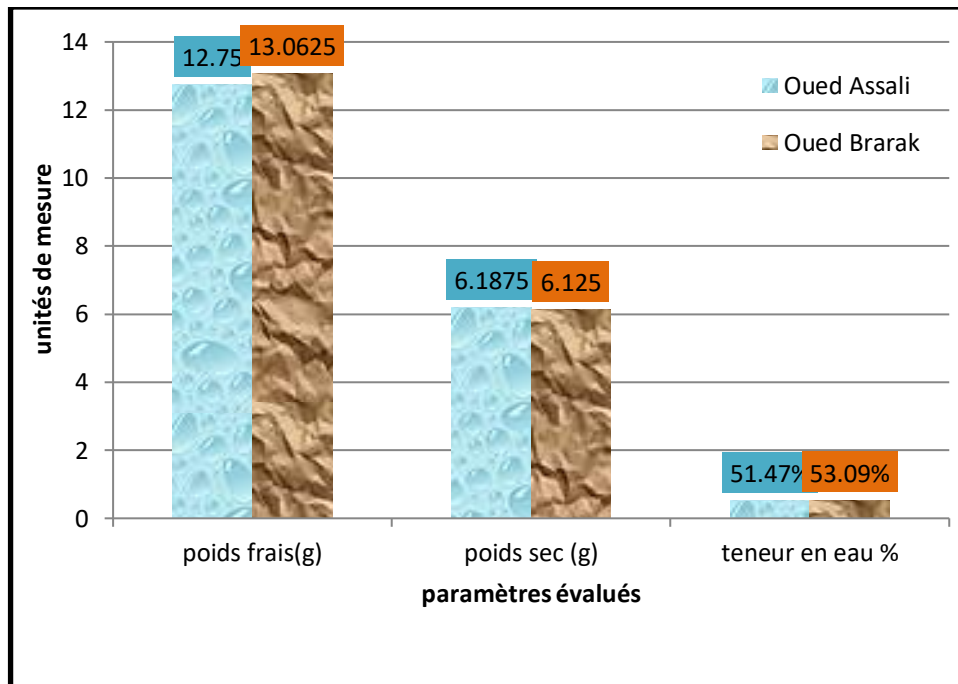 unités de mesure
14
12
10
8
6
4
2
0
12.75
13.0625
6.1875
6.125
51.47%
53.09%
Oued Assali
Oued Brarak
poids frais(g)
poids sec (g)
teneur en eau %
paramètres évalués